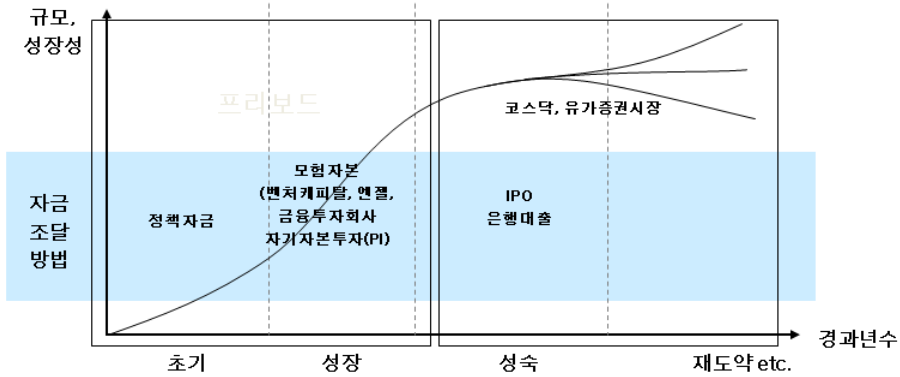 규모,
성장성
프리보드
코스닥, 유가증권시장
자금
조달
방법
정책자금
모험자본
(벤처캐피탈, 엔젤,
금융투자회사
자기자본투자(PI)
IPO
은행대출
경과년수
초기
성장
성숙
재도약 etc.